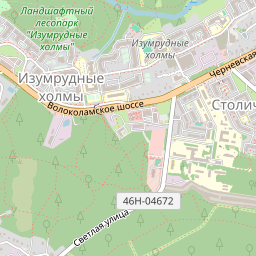 Ландшафтный
лесопарк
"Изумрудные
холмы"
Изумрудные
холмы
Изумрудные
холмы
Черневская
Столич
Волоколамское шоссе
46Н-04672
Светлая улица